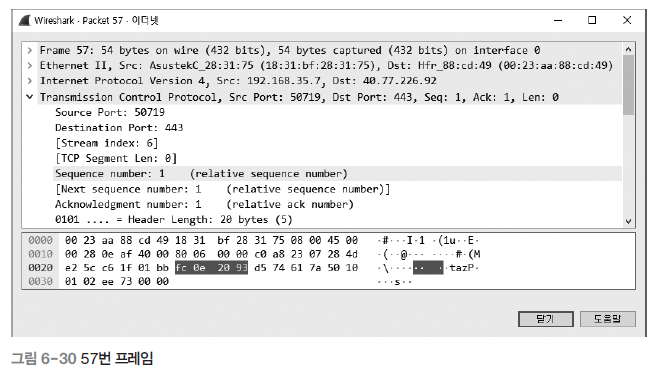 Wireshark · Packet 57 · 이더넷
Frame 57: 54 bytes on wire (432 bits), 54 bytes captured (432 bits) on interface 0
Ethernet II, Src: AsustekC_28:31:75 (18:31:bf:28:31:75), Dst: Hfr_88:cd:49 (00:23:aa:88:cd:49)
Internet Protocol Version 4, Src: 192.168.35.7, Dst: 40.77.226.92
Transmission Control Protocol, Src Port: 50719, Dst Port: 443, Seq: 1, Ack: 1, Len: 0
Source Port: 50719
Destination Port: 443
[Stream index: 6]
[TCP Segment Len: 0]
Sequence number: 1 (relative sequence number)
[Next sequence number: 1 (relative sequence number)]
Acknowledgment number: 1 (relative ack number)
0101 .... = Header Length: 20 bytes (5)
0000 00 23 aa 88 cd 49 18 31 bf 28 31 75 08 00 45 00 ·#···I·1 ·(1u··E·
0010 00 28 0e af 40 00 80 06 00 00 c0 a8 23 07 28 4d ·(··@··· ····#·(M
0020 e2 5c c6 1f 01 bb fc 0e 20 93 d5 74 61 7a 50 10 ·\······ ···tazP·
0030 01 02 ee 73 00 00 ···s··
닫기 도움말
그림 6-30 57번 프레임